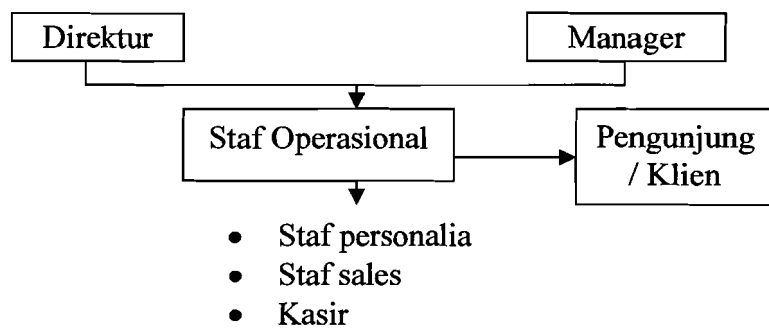 Direktur
Manager
Staf Operasional
Pengunjung
/ Klien
• Staf personalia
• Staf sales
• Kasir